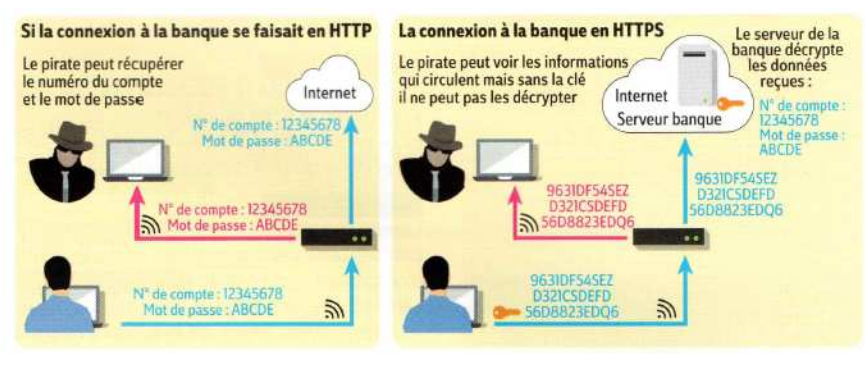 Si la connexion à la banque se faisait en HTTP
Le pirate peut récupérer
le numéro du compte
et le mot de passe
Internet
N° de compte : 12345678
Mot de passe : ABCDE
N° de compte : 12345678
Mot de passe : ABCDE
N° de compte : 12345678
Mot de passe : ABCDE
La connexion à la banque en HTTPS
Le pirate peut voir les informations
qui circulent mais sans la clé
il ne peut pas les décrypter
Internet
Serveur banque
Le serveur de la
banque décrypte
les données
reçues :
N° de compte :
12345678
Mot de passe :
ABCDE
9631DF545EZ
D321CSDEFD
56D8823EDQ6
9631DF545EZ
D321CSDEFD
56D8823EDQ6
9631DF545EZ
D321CSDEFD
56D8823EDQ6